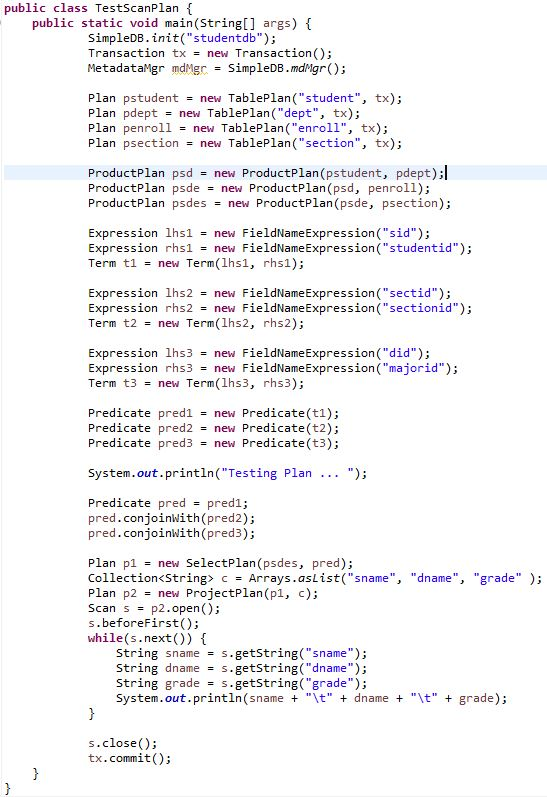 public class TestScanPlan {
public static void main(String[] args) {
SimpleDB.init("studentdb");
Transaction tx = new Transaction();
MetadataMgr mdMgr = SimpleDB.mdMgr();
Plan pstudent = new TablePlan("student", tx);
Plan pdept = new TablePlan("dept", tx);
Plan penroll = new TablePlan("enroll", tx);
Plan psection = new TablePlan("section", tx);
ProductPlan psd = new ProductPlan(pstudent, pdept);
ProductPlan psde = new ProductPlan(psd, penroll);
ProductPlan psdes = new ProductPlan(psde, psection);
Expression lhs1 = new FieldNameExpression("sid");
Expression rhs1 = new FieldNameExpression("studentid");
Term t1 = new Term(lhs1, rhs1);
Expression lhs2 = new FieldNameExpression("sectid");
Expression rhs2 = new FieldNameExpression("sectionid");
Term t2 = new Term(lhs2, rhs2);
Expression lhs3 = new FieldNameExpression("did");
Expression rhs3 = new FieldNameExpression("majorid");
Term t3 = new Term(lhs3, rhs3);
Predicate pred1 = new Predicate(t1);
Predicate pred2 = new Predicate(t2);
Predicate pred3 = new Predicate(t3);
System.out.println("Testing Plan ... ");
Predicate pred = pred1;
pred.conjoinWith(pred2);
pred.conjoinWith(pred3);
Plan p1 = new SelectPlan(psdes, pred);
Collection<String> c = Arrays.asList("sname", "dname", "grade" );
Plan p2 = new ProjectPlan(p1, c);
Scan s = p2.open();
s.beforeFirst();
while(s.next()) {
String sname = s.getString("sname");
String dname = s.getString("dname");
String grade = s.getString("grade");
System.out.println(sname + "\t" + dname + "\t" + grade);
}
s.close();
tx.commit();
}
}